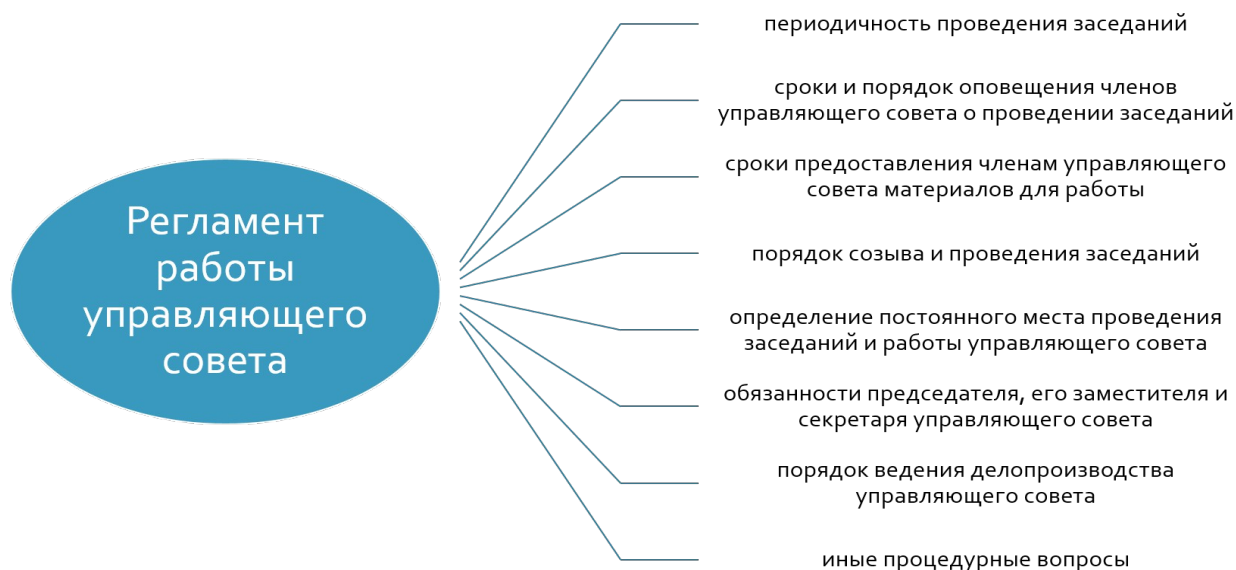 Регламент
работы
управляющего
совета
периодичность проведения заседаний
сроки и порядок оповещения членов
управляющего совета о проведении заседаний
сроки предоставления членам управляющего
совета материалов для работы
порядок созыва и проведения заседаний
определение постоянного места проведения
заседаний и работы управляющего совета
обязанности председателя, его заместителя и
секретаря управляющего совета
порядок ведения делопроизводства
управляющего совета
иные процедурные вопросы